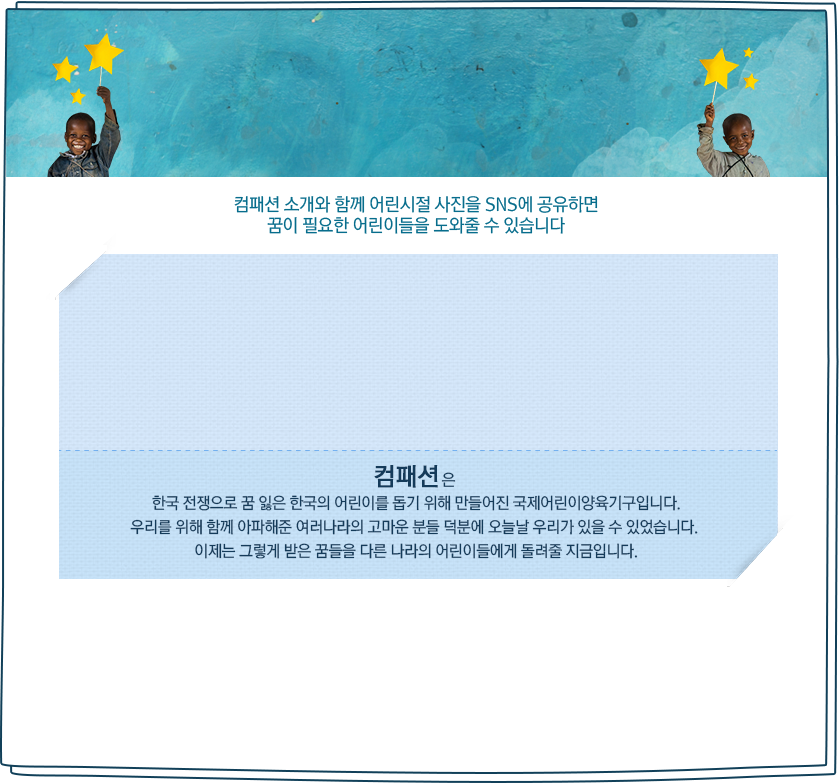 컴패션 소개와 함께 어린시절 사진을 SNS에 공유하면
꿈이 필요한 어린이들을 도와줄 수 있습니다
컴패션은
한국 전쟁으로 꿈 잃은 한국의 어린이를 돕기 위해 만들어진 국제어린이양육기구입니다.
우리를 위해 함께 아파해준 여러나라의 고마운 분들 덕분에 오늘날 우리가 있을 수 있었습니다.
이제는 그렇게 받은 꿈들을 다른 나라의 어린이들에게 돌려줄 지금입니다.